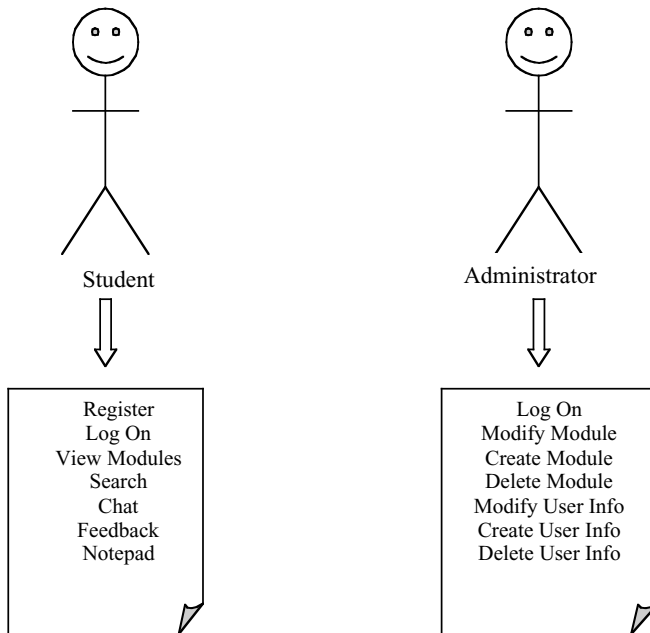 Student
Register
Log On
View Modules
Search
Chat
Feedback
Notepad
Administrator
Log On
Modify Module
Create Module
Delete Module
Modify User Info
Create User Info
Delete User Info